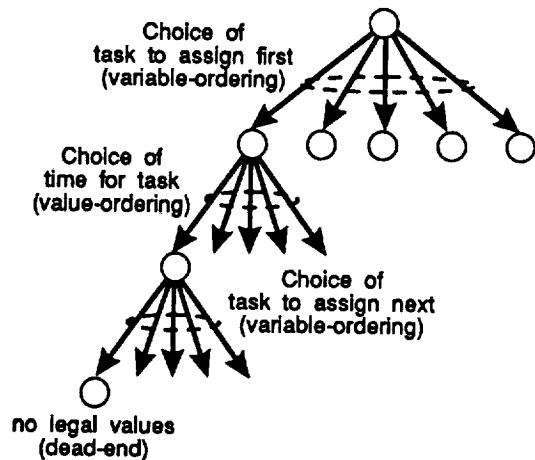 Choice of
task to assign first
(variable-ordering)
Choice of
time for task
(value-ordering)
Choice of
task to assign next
(variable-ordering)
no legal values
(dead-end)